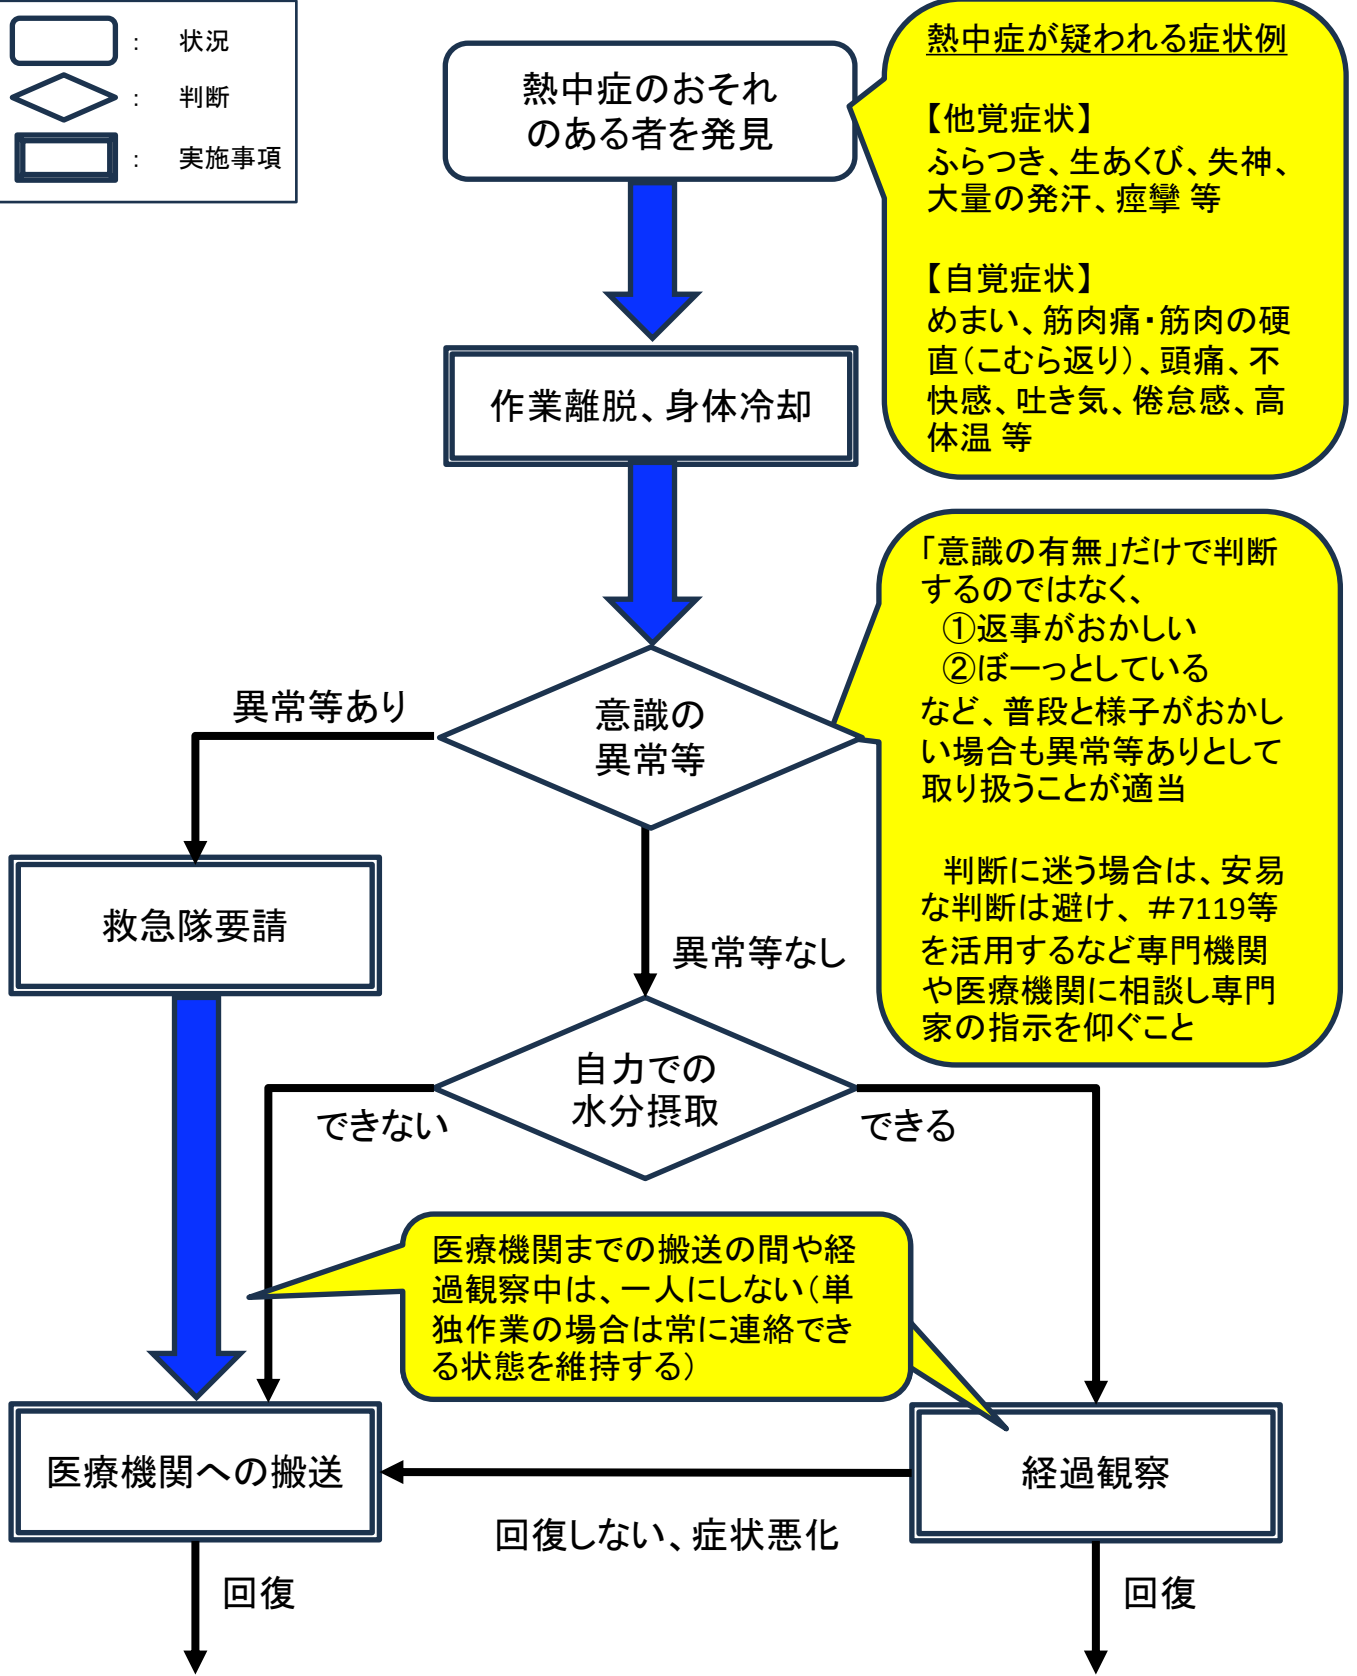 ： 状況
： 判断
： 実施事項
熱中症のおそれ
のある者を発見
熱中症が疑われる症状例
【他覚症状】
ふらつき、生あくび、失神、
大量の発汗、痙攣 等
【自覚症状】
めまい、筋肉痛・筋肉の硬
直（こむら返り）、頭痛、不
快感、吐き気、倦怠感、高
体温 等
作業離脱、身体冷却
「意識の有無」だけで判断
するのではなく、
①返事がおかしい
②ぼーっとしている
など、普段と様子がおかし
い場合も異常等ありとして
取り扱うことが適当
判断に迷う場合は、安易
な判断は避け、＃7119等
を活用するなど専門機関
や医療機関に相談し専門
家の指示を仰ぐこと
異常等あり
意識の
異常等
救急隊要請
異常等なし
自力での
水分摂取
できない
できる
医療機関までの搬送の間や経
過観察中は、一人にしない（単
独作業の場合は常に連絡でき
る状態を維持する）
医療機関への搬送
経過観察
回復しない、症状悪化
回復
回復